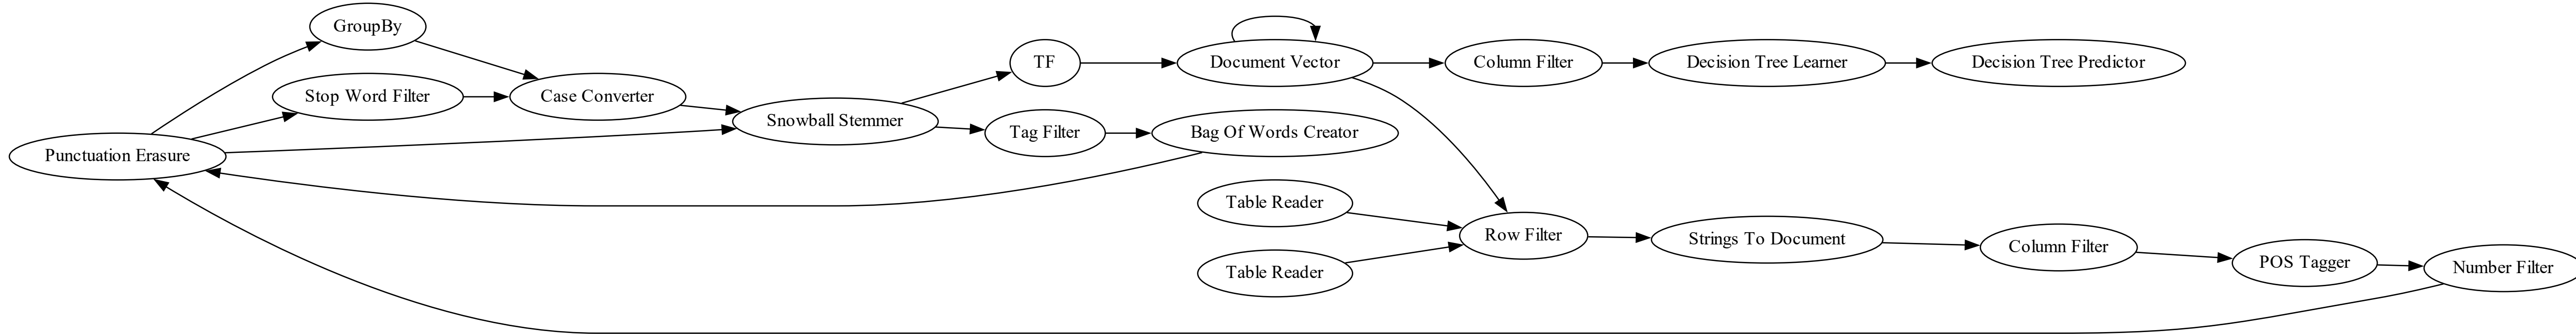 GroupBy
Stop Word Filter
Case Converter
Punctuation Erasure
Snowball Stemmer
TF
Tag Filter
Document Vector
Bag Of Words Creator
Table Reader
Table Reader
Column Filter
Decision Tree Learner
Decision Tree Predictor
Row Filter
Strings To Document
Column Filter
POS Tagger
Number Filter